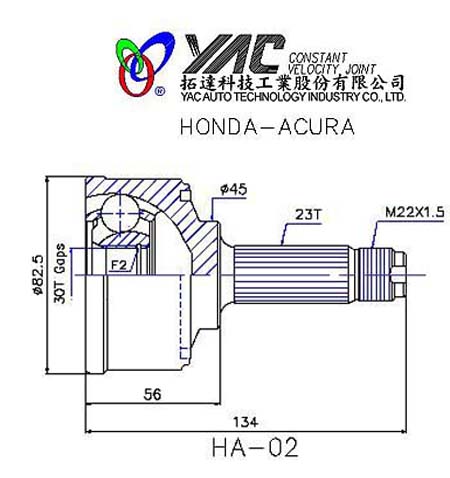 YAC CONSTANT
VELOCITY JOINT
®
拓達科技工業股份有限公司
YAC AUTO TECHNOLOGY INDUSTRY CO., LTD.
HONDA-ACURA
ø45
23T
M22X1.5
ø82.5
30T Gaps
F2
56
134
HA-02